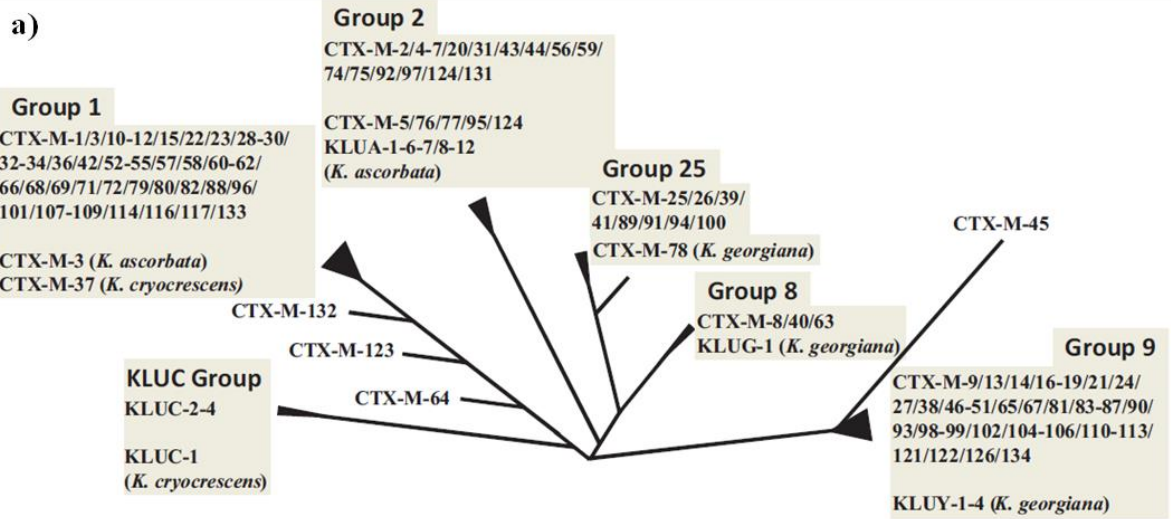 a)
Group 2
CTX-M-2/4-7/20/31/43/44/56/59/
74/75/92/97/124/131
CTX-M-5/76/77/95/124
KLUA-1-6-7/8-12
(K. ascorbata)
Group 1
CTX-M-1/3/10-12/15/22/23/28-30/
32-34/36/42/52-55/57/58/60-62/
66/68/69/71/72/79/80/82/88/96/
101/107-109/114/116/117/133
CTX-M-3 (K. ascorbata)
CTX-M-37 (K. cryocrescens)
Group 25
CTX-M-25/26/39/
41/89/91/94/100
CTX-M-78 (K. georgiana)
CTX-M-45
Group 8
CTX-M-8/40/63
KLUG-1 (K. georgiana)
CTX-M-132
CTX-M-123
CTX-M-64
KLUC Group
KLUC-2-4
KLUC-1
(K. cryocrescens)
Group 9
CTX-M-9/13/14/16-19/21/24/
27/38/46-51/65/67/81/83-87/90/
93/98-99/102/104-106/110-113/
121/122/126/134
KLUY-1-4 (K. georgiana)